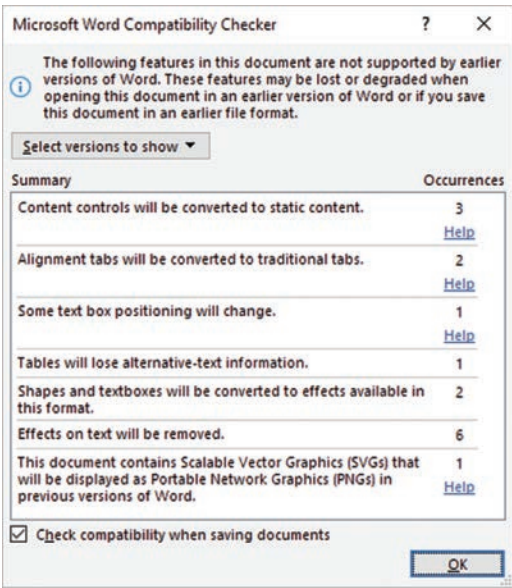 Microsoft Word Compatibility Checker ? ✕
The following features in this document are not supported by earlier
versions of Word. These features may be lost or degraded when
opening this document in an earlier version of Word or if you save
this document in an earlier file format.
Select versions to show
Summary Occurrences
Content controls will be converted to static content. 3
Help
Alignment tabs will be converted to traditional tabs. 2
Help
Some text box positioning will change. 1
Help
Tables will lose alternative-text information. 1
Shapes and textboxes will be converted to effects available in 2
this format.
Effects on text will be removed. 6
This document contains Scalable Vector Graphics (SVGs) that 1
will be displayed as Portable Network Graphics (PNGs) in Help
previous versions of Word.
Check compatibility when saving documents
OK